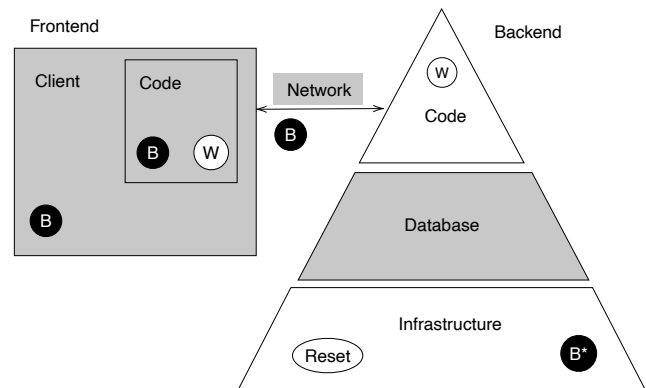 Frontend
Backend
Client
Code
Network
W
Code
B
B
W
B
Database
Infrastructure
Reset
B*